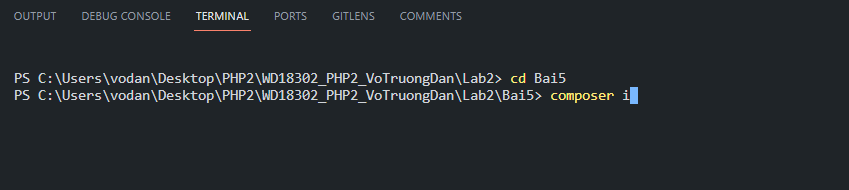 OUTPUT DEBUG CONSOLE TERMINAL PORTS GITLENS COMMENTS
PS C:\Users\vodan\Desktop\PHP2\WD18302_PHP2_VoTruongDan\Lab2> cd Bai5
PS C:\Users\vodan\Desktop\PHP2\WD18302_PHP2_VoTruongDan\Lab2\Bai5> composer i